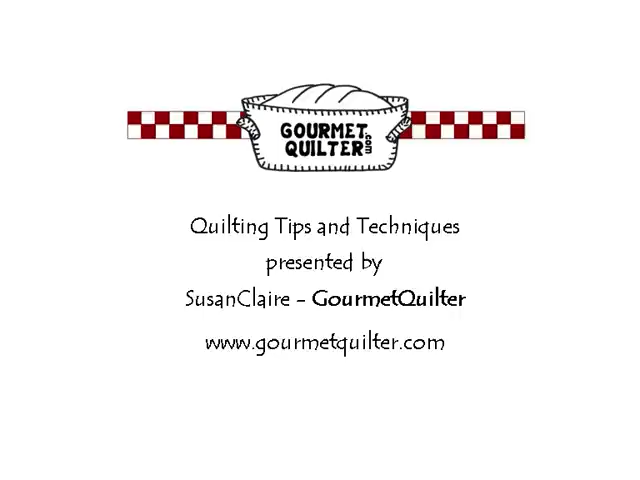 GOURMET
QUILTER.com
Quilting Tips and Techniques
presented by
SusanClaire - GourmetQuilter
www.gourmetquilter.com